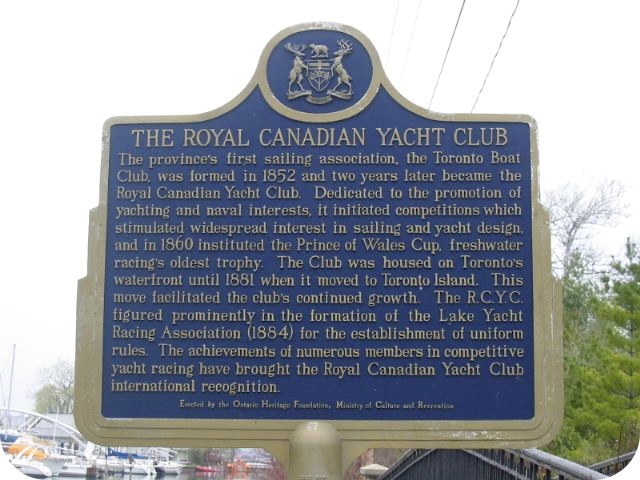 THE ROYAL CANADIAN YACHT CLUB
The province's first sailing association, the Toronto Boat
Club, was formed in 1852 and two years later became the
Royal Canadian Yacht Club. Dedicated to the promotion of
yachting and naval interests, it initiated competitions which
stimulated widespread interest in sailing and yacht design,
and in 1860 instituted the Prince of Wales Cup, freshwater
racing's oldest trophy. The Club was housed on Toronto's
waterfront until 1881 when it moved to Toronto Island. This
move facilitated the club's continued growth. The R.C.Y.C.
figured prominently in the formation of the Lake Yacht
Racing Association (1884) for the establishment of uniform
rules. The achievements of numerous members in competitive
yacht racing have brought the Royal Canadian Yacht Club
international recognition.
Erected by the Ontario Heritage Foundation, Ministry of Culture and Recreation